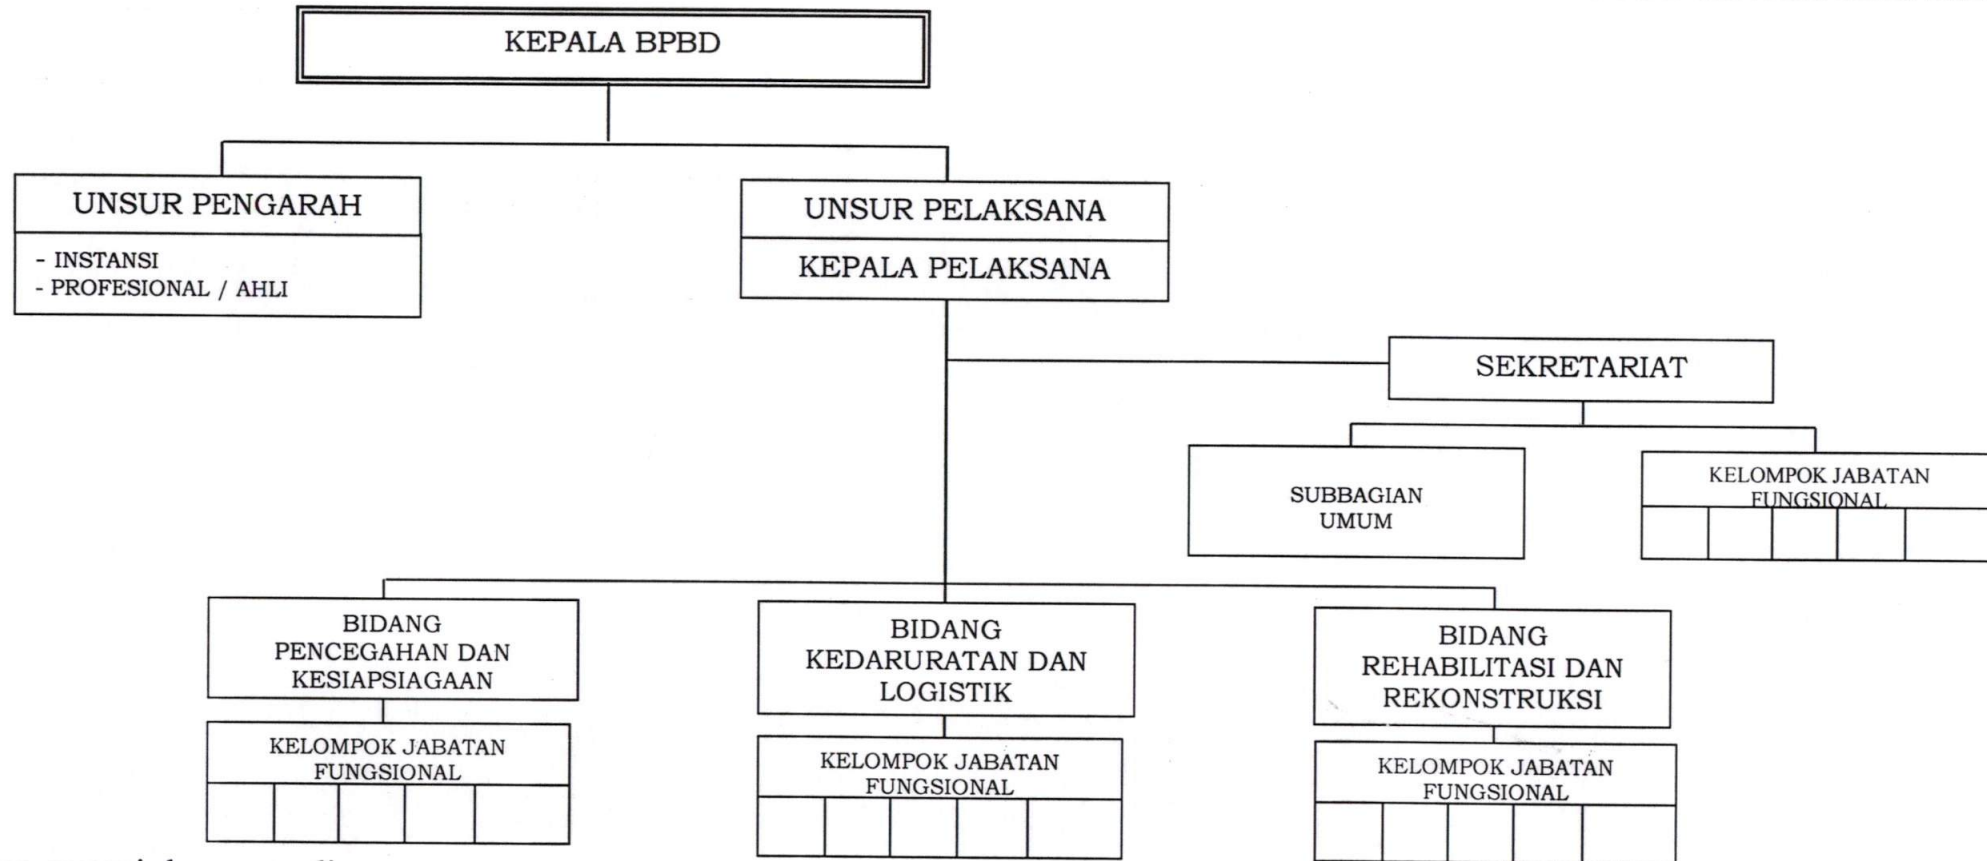 KEPALA BPBD
UNSUR PENGARAH
- INSTANSI
- PROFESIONAL / AHLI
UNSUR PELAKSANA
KEPALA PELAKSANA
SEKRETARIAT
SUBBAGIAN
UMUM
KELOMPOK JABATAN
FUNGSIONAL
BIDANG
PENCEGAHAN DAN
KESIAPSIAGAAN
KELOMPOK JABATAN
FUNGSIONAL
BIDANG
KEDARURATAN DAN
LOGISTIK
KELOMPOK JABATAN
FUNGSIONAL
BIDANG
REHABILITASI DAN
REKONSTRUKSI
KELOMPOK JABATAN
FUNGSIONAL